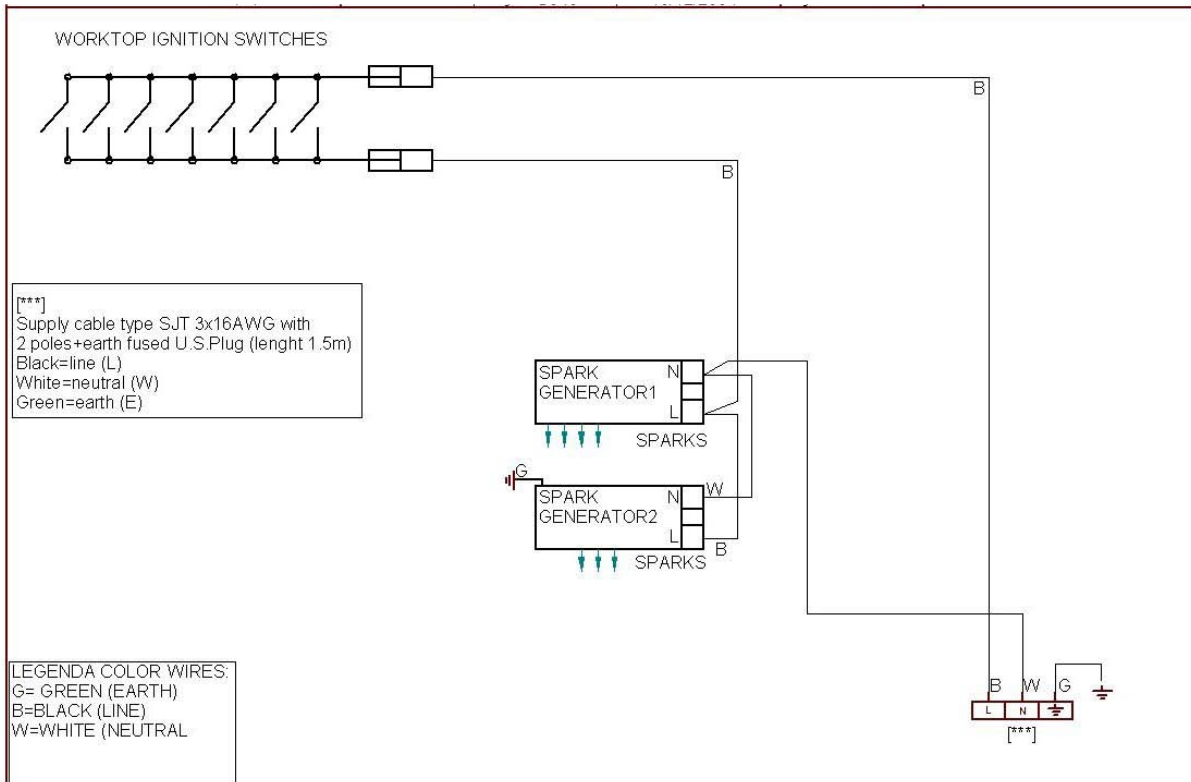 WORKTOP IGNITION SWITCHES
B
B
[***]
Supply cable type SJT 3x16AWG with
2 poles+earth fused U.S.Plug (lenght 1.5m)
Black=line (L)
White=neutral (W)
Green=earth (E)
SPARK N
GENERATOR1
L
SPARKS
G
SPARK N W
GENERATOR2
L
B
SPARKS
LEGENDA COLOR WIRES:
G= GREEN (EARTH)
B=BLACK (LINE)
W=WHITE (NEUTRAL
B W G
L N
[***]